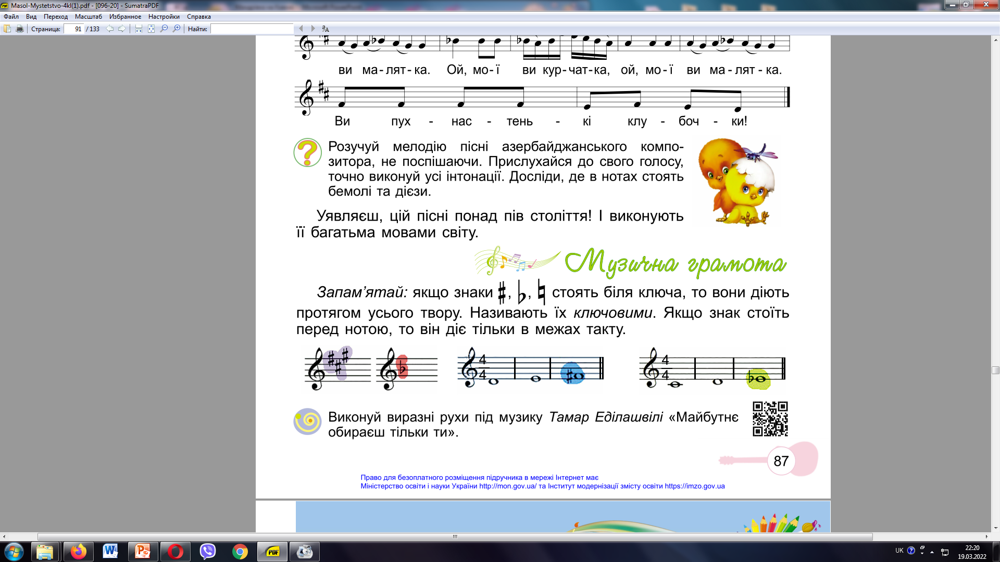 Masol-Mystetstvo-4kl(1).pdf - [096-20] - SumatraPDF
Файл Вид Переход Масштаб Избранное Настройки Справка
Страница: 91 / 133 Найти:
ви ма - лят - ка. Ой, мо - ї ви кур - чат - ка, ой, мо - ї ви ма - лят - ка.
Ви пух - нас - тень - кі клу - боч - ки!
Розучуй мелодію пісні азербайджанського компо-
зитора, не поспішаючи. Прислухайся до свого голосу,
точно виконуй усі інтонації. Досліди, де в нотах стоять
бемолі та дієзи.
Уявляєш, цій пісні понад пів століття! І виконують
її багатьма мовами світу.
Музична грамота
Запам’ятай: якщо знаки ♯, ♭, ♮ стоять біля ключа, то вони діють
протягом усього твору. Називають їх ключовими. Якщо знак стоїть
перед нотою, то він діє тільки в межах такту.
4 4
4 4
Виконуй виразні рухи під музику Тамар Еділашвілі «Майбутнє
обираєш тільки ти».
87
Право для безоплатного розміщення підручника в мережі Інтернет має
Міністерство освіти і науки України http://mon.gov.ua/ та Інститут модернізації змісту освіти https://imzo.gov.ua
UK 22:20
19.03.2022